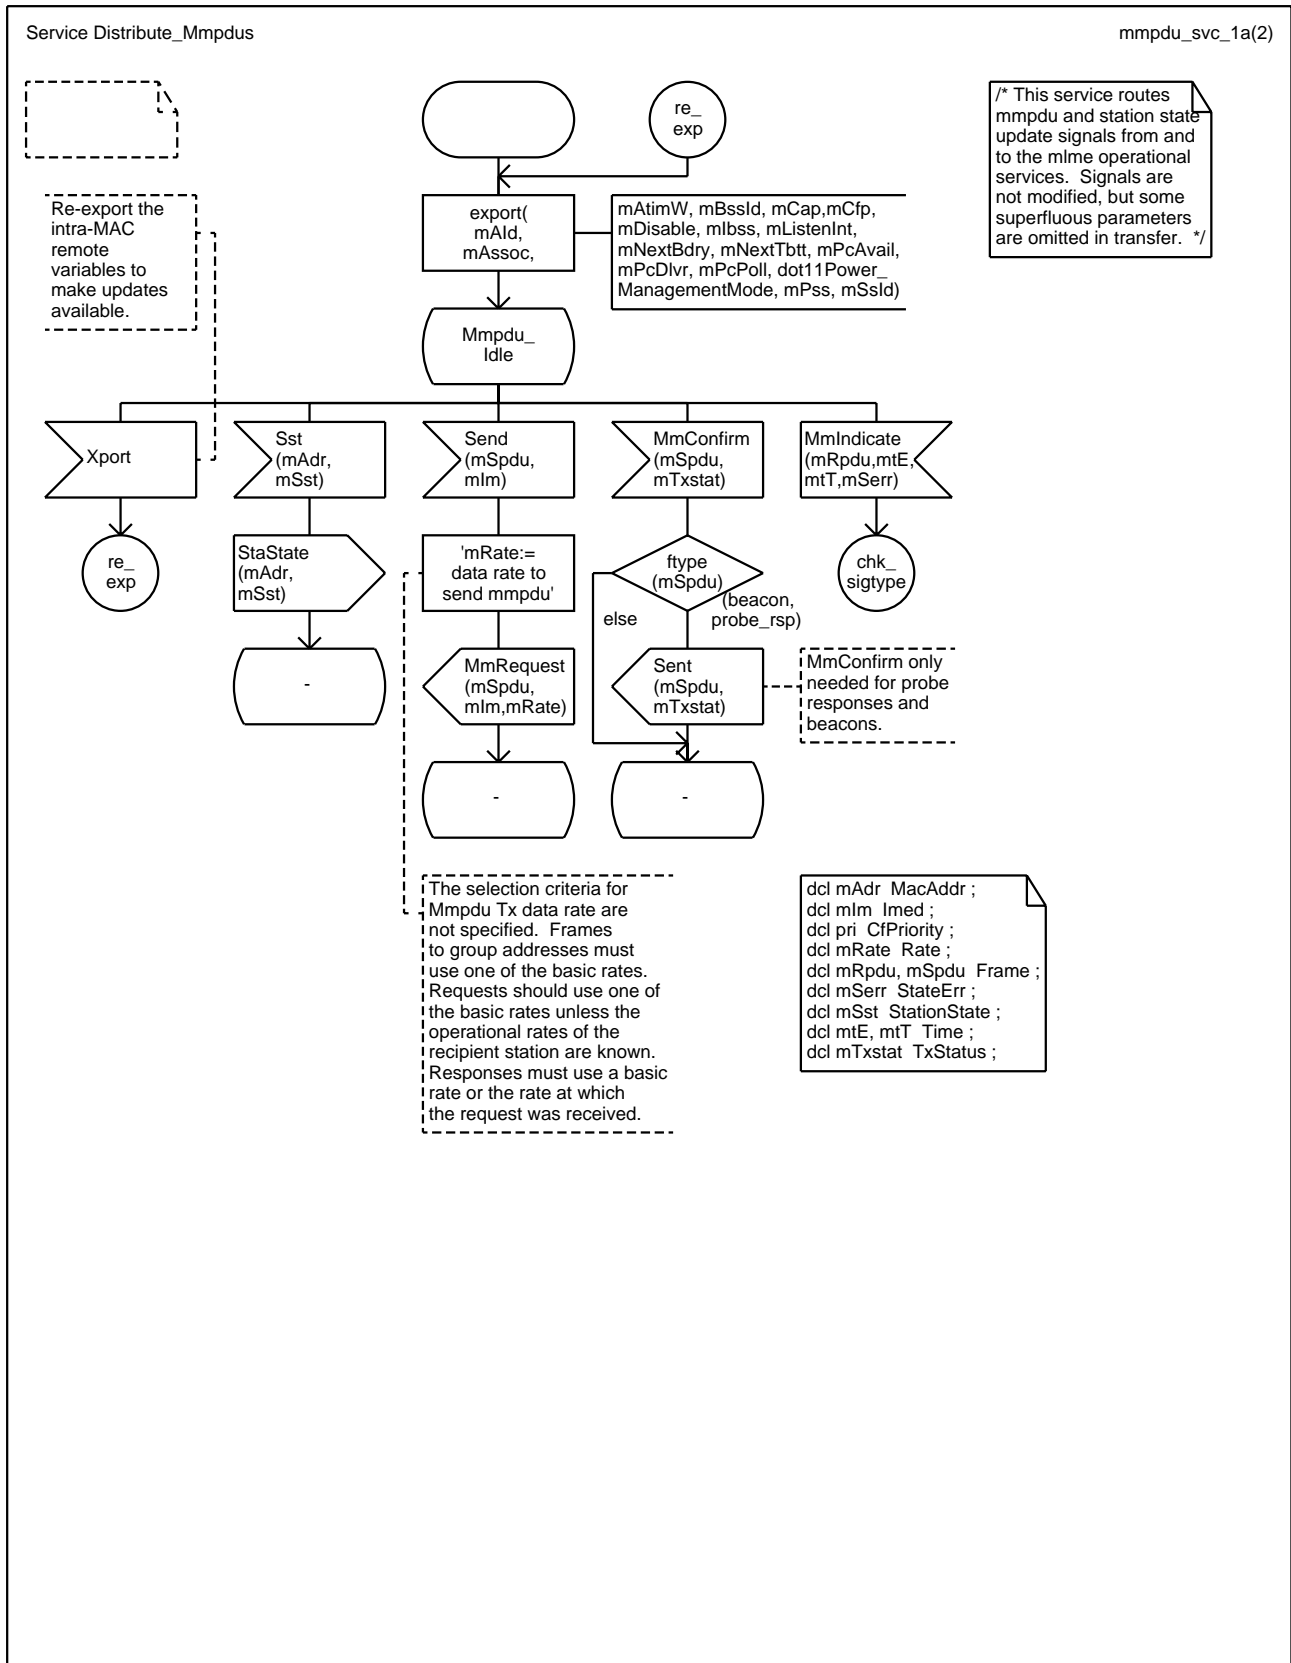 Service Distribute_Mmpdus
mmpdu_svc_1a(2)
re_
exp
/* This service routes
mmpdu and station state
update signals from and
to the mlme operational
services.  Signals are
not modified, but some
superfluous parameters
are omitted in transfer.  */
Re-export the
intra-MAC
remote
variables to
make updates
available.
export(
mAId,
mAssoc,
mAtimW, mBssId, mCap,mCfp,
mDisable, mIbss, mListenInt,
mNextBdry, mNextTbtt, mPcAvail,
mPcDlvr, mPcPoll, dot11Power_
ManagementMode, mPss, mSsId)
Mmpdu_
Idle
Xport
Sst
(mAdr,
mSst)
Send
(mSpdu,
mIm)
MmConfirm
(mSpdu,
mTxstat)
MmIndicate
(mRpdu,mtE,
mtT,mSerr)
re_
exp
StaState
(mAdr,
mSst)
'mRate:=
data rate to
send mmpdu'
ftype
(mSpdu)
else
(beacon,
probe_rsp)
chk_
sigtype
-
MmRequest
(mSpdu,
mIm,mRate)
Sent
(mSpdu,
mTxstat)
MmConfirm only
needed for probe
responses and
beacons.
-
-
The selection criteria for
Mmpdu Tx data rate are
not specified.  Frames
to group addresses must
use one of the basic rates.
Requests should use one of
the basic rates unless the
operational rates of the
recipient station are known.
Responses must use a basic
rate or the rate at which
the request was received.
dcl mAdr  MacAddr ;
dcl mIm  Imed ;
dcl pri  CfPriority ;
dcl mRate  Rate ;
dcl mRpdu, mSpdu  Frame ;
dcl mSerr  StateErr ;
dcl mSst  StationState ;
dcl mtE, mtT  Time ;
dcl mTxstat  TxStatus ;